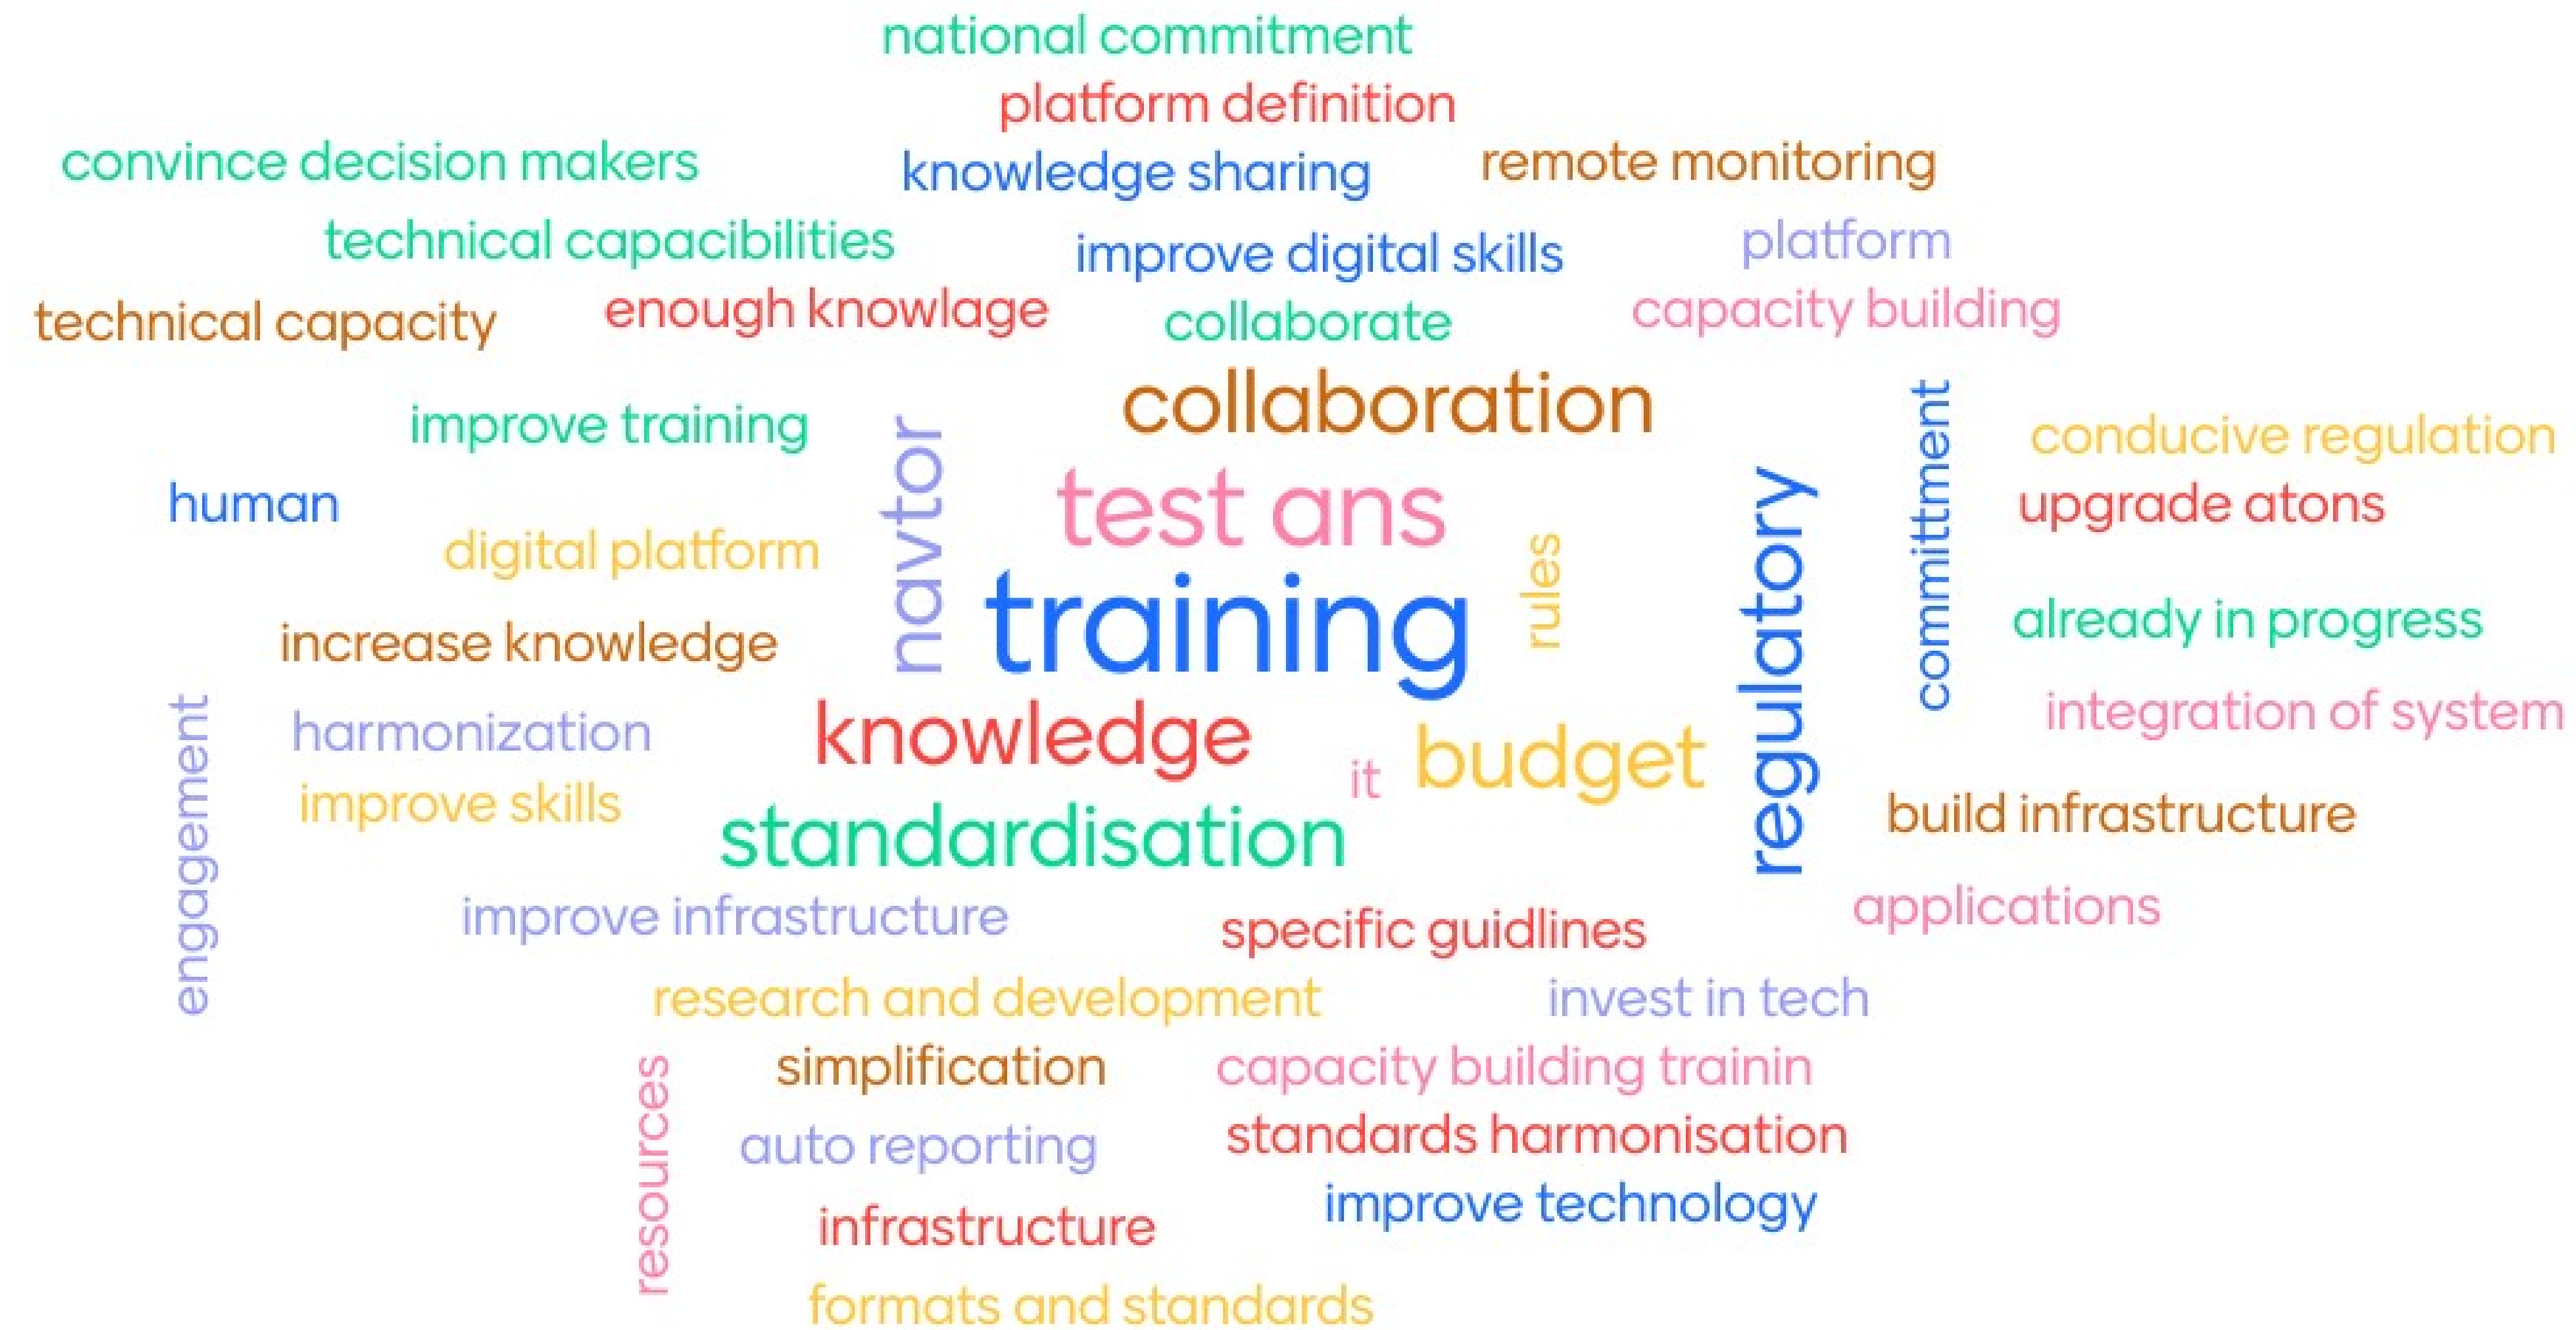 national commitment
platform definition
convince decision makers
knowledge sharing
remote monitoring
technical capacibilities
improve digital skills
platform
technical capacity
enough knowlage
collaborate
capacity building
collaboration
improve training
navtor
committment
conducive regulation
human
test ans
regulatory
upgrade atons
digital platform
training
rules
already in progress
increase knowledge
engagement
harmonization
knowledge
it
budget
integration of system
improve skills
standardisation
build infrastructure
improve infrastructure
specific guidlines
applications
research and development
invest in tech
resources
simplification
capacity building trainin
auto reporting
standards harmonisation
infrastructure
improve technology
formats and standards